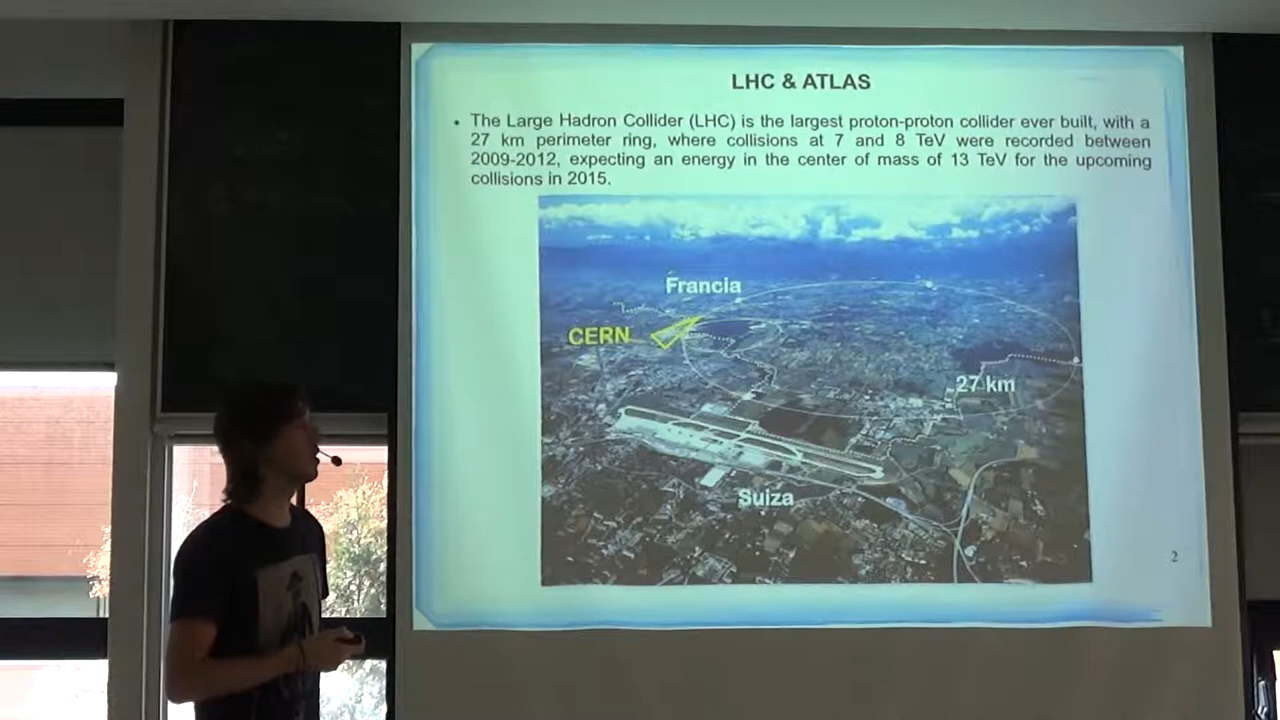 LHC & ATLAS
• The Large Hadron Collider (LHC) is the largest proton-proton collider ever built, with a
27 km perimeter ring, where collisions at 7 and 8 TeV were recorded between
2009-2012, expecting an energy in the center of mass of 13 TeV for the upcoming
collisions in 2015.
Francia
CERN
27 km
Suiza
2